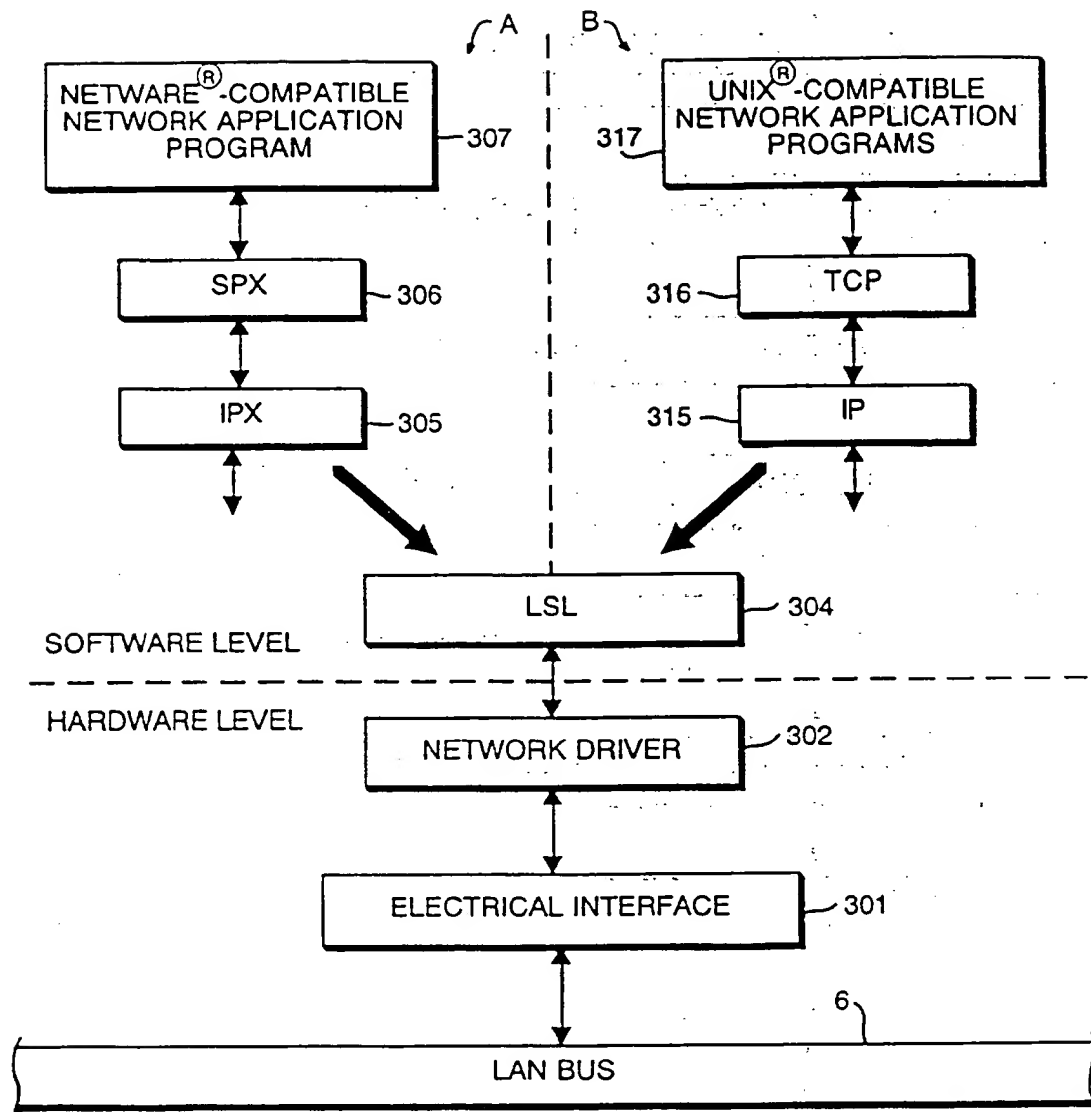 A
B
NETWARE®-COMPATIBLE
NETWORK APPLICATION
PROGRAM
307
UNIX®-COMPATIBLE
NETWORK APPLICATION
PROGRAMS
317
SPX
306
TCP
316
IPX
305
IP
315
LSL
304
SOFTWARE LEVEL
HARDWARE LEVEL
NETWORK DRIVER
302
ELECTRICAL INTERFACE
301
6
LAN BUS